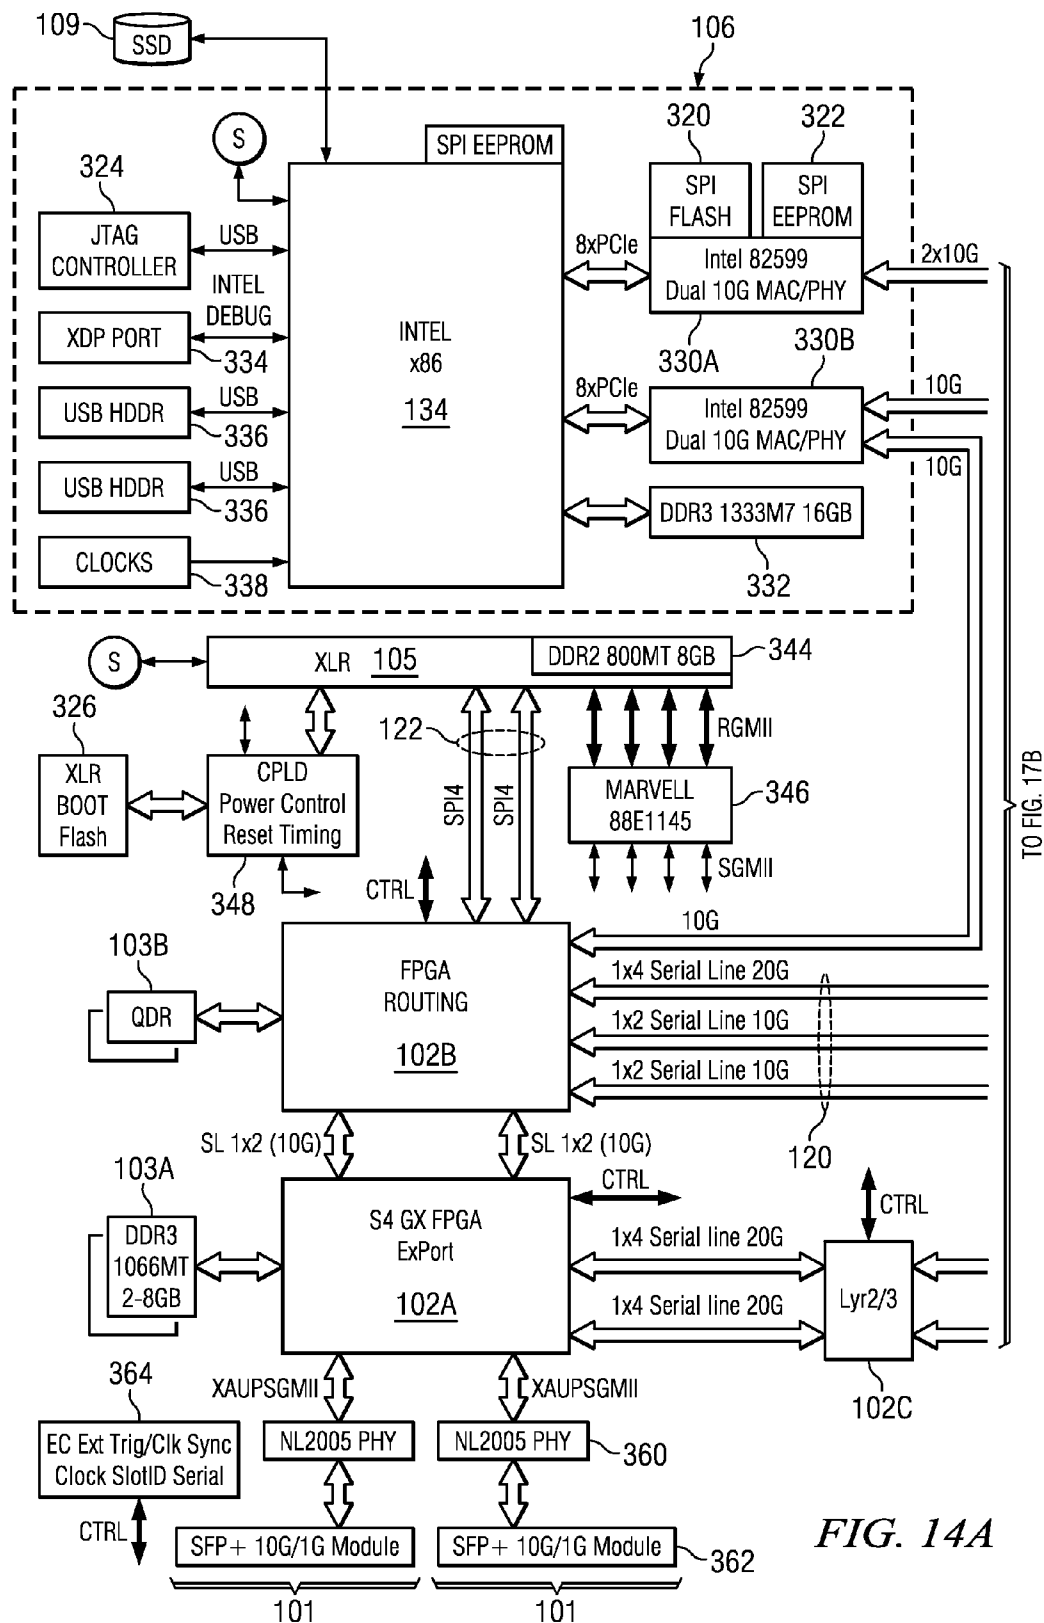 109
SSD
106
320
322
S
SPI EEPROM
324
SPI
FLASH
SPI
EEPROM
JTAG
CONTROLLER
USB
8xPCIe
2x10G
Intel 82599
Dual 10G MAC/PHY
INTEL
DEBUG
XDP PORT
334
INTEL
x86
134
330A
330B
USB HDDR
USB
336
8xPCIe
10G
Intel 82599
Dual 10G MAC/PHY
10G
USB HDDR
USB
336
DDR3 1333M7 16GB
CLOCKS
338
332
S
XLR 105
DDR2 800MT 8GB
344
326
122
RGMII
XLR
BOOT
Flash
CPLD
Power Control
Reset Timing
SPI4
SPI4
MARVELL
88E1145
346
TO FIG. 17B
348
CTRL
SGMII
10G
103B
FPGA
ROUTING
1x4 Serial Line 20G
QDR
1x2 Serial Line 10G
102B
1x2 Serial Line 10G
SL 1x2 (10G)
SL 1x2 (10G)
120
103A
CTRL
CTRL
DDR3
1066MT
2-8GB
S4 GX FPGA
ExPort
1x4 Serial line 20G
102A
1x4 Serial line 20G
Lyr2/3
364
XAUPSGMII
XAUPSGMII
102C
EC Ext Trig/Clk Sync
Clock SlotID Serial
NL2005 PHY
NL2005 PHY
360
CTRL
SFP+ 10G/1G Module
SFP+ 10G/1G Module
362
FIG. 14A
101
101